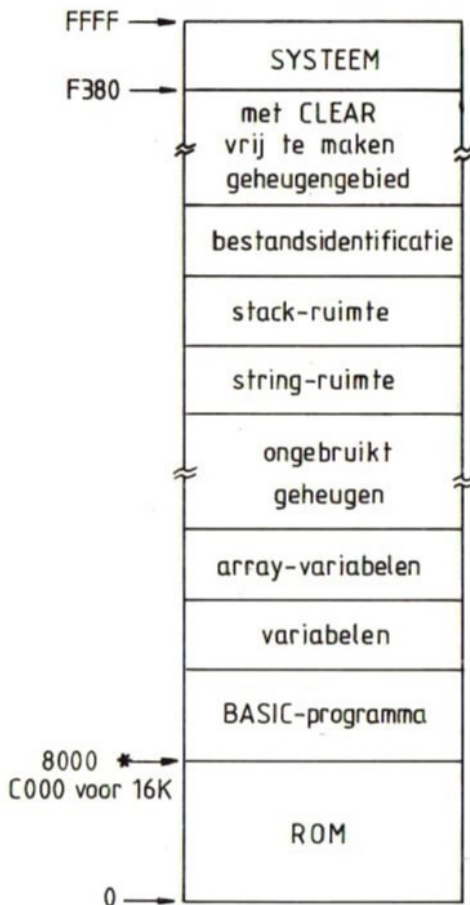 FFFF
SYSTEEM
F380
met CLEAR
vrij te maken
geheugengebied
bestandsidentificatie
stack-ruimte
string-ruimte
ongebruikt
geheugen
array-variabelen
variabelen
BASIC-programma
8000 *
C000 voor 16K
ROM
0